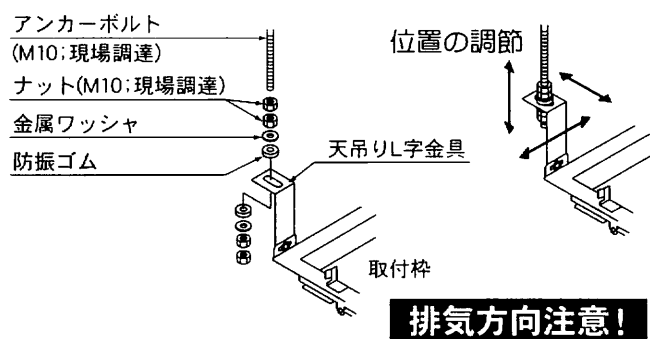 アンカーボルト
(M10;現場調達)
ナット(M10;現場調達)
金属ワッシャ
防振ゴム
天吊りL字金具
取付枠
位置の調節
排気方向注意!